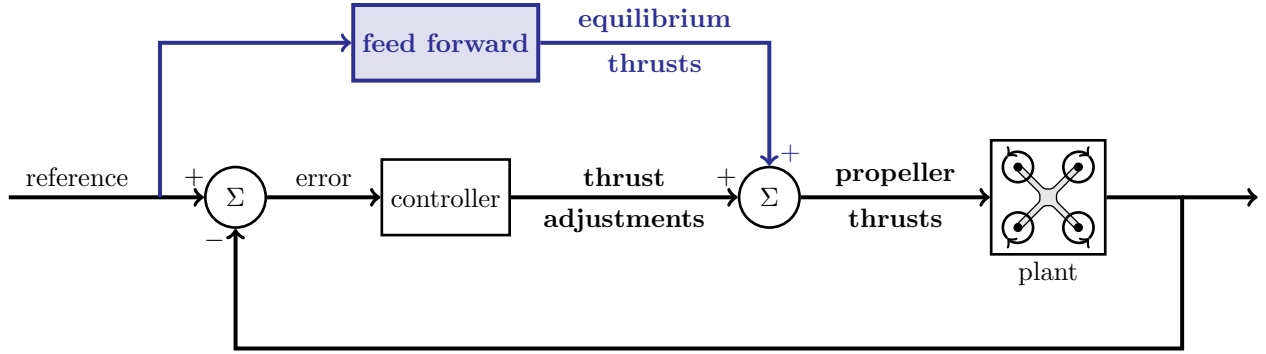 feed forward
equilibrium
thrusts
reference
+
Σ
−
error
controller
thrust
adjustments
+
+
Σ
propeller
thrusts
plant